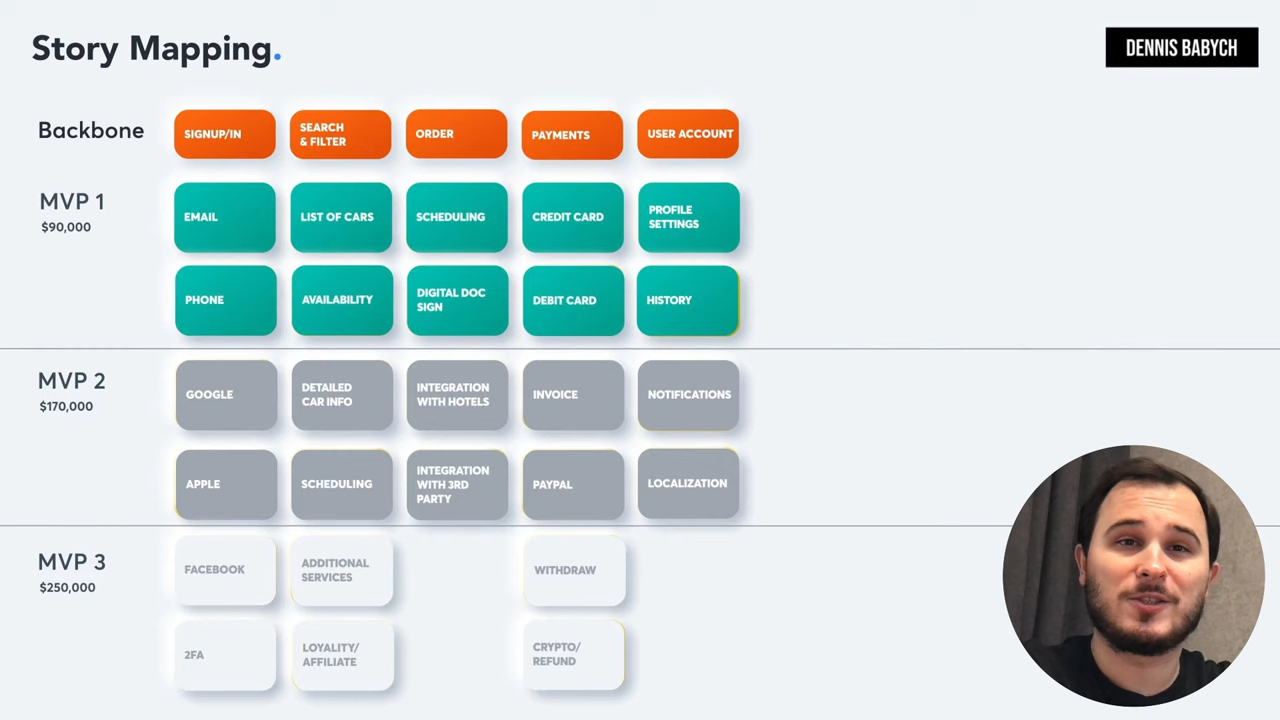 Story Mapping.
DENNIS BABYCH
Backbone
SIGNUP/IN
SEARCH
& FILTER
ORDER
PAYMENTS
USER ACCOUNT
MVP 1
$90,000
EMAIL
LIST OF CARS
SCHEDULING
CREDIT CARD
PROFILE
SETTINGS
PHONE
AVAILABILITY
DIGITAL DOC
SIGN
DEBIT CARD
HISTORY
MVP 2
$170,000
GOOGLE
DETAILED
CAR INFO
INTEGRATION
WITH HOTELS
INVOICE
NOTIFICATIONS
APPLE
SCHEDULING
INTEGRATION
WITH 3RD
PARTY
PAYPAL
LOCALIZATION
MVP 3
$250,000
FACEBOOK
ADDITIONAL
SERVICES
WITHDRAW
2FA
LOYALITY/
AFFILIATE
CRYPTO/
REFUND